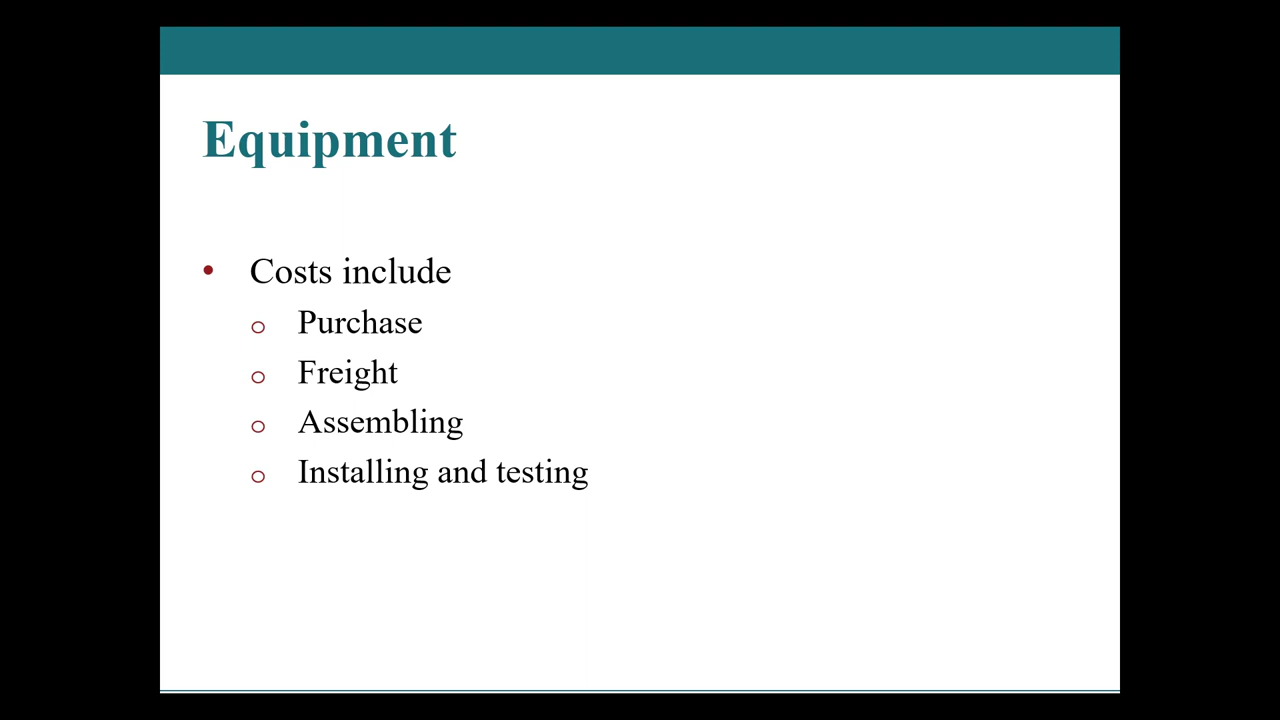 Equipment
• Costs include
o Purchase
o Freight
o Assembling
o Installing and testing